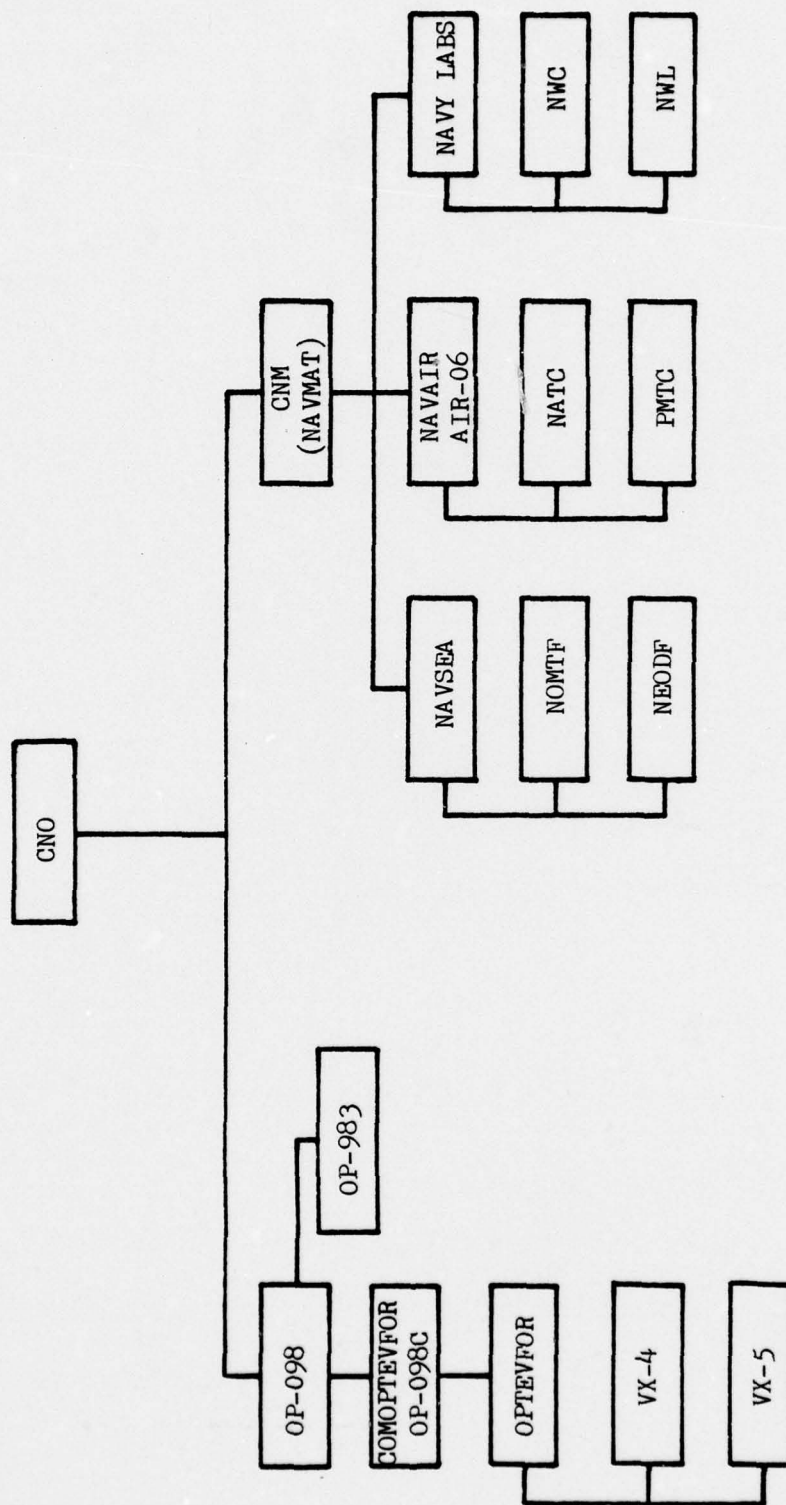 CNO
OP-098
OP-983
COMOPTEVFOR
OP-098C
OPTEVFOR
VX-4
VX-5
CNM
(NAVMAT)
NAVSEA
NOMTF
NEODF
NAVAIR
AIR-06
NATC
PMTC
NAVY LABS
NWC
NWL